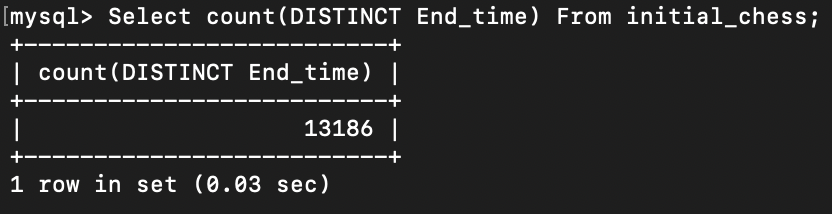 [mysql> Select count(DISTINCT End_time) From initial_chess;
+--------------------------+
| count(DISTINCT End_time) |
+--------------------------+
|                    13186 |
+--------------------------+
1 row in set (0.03 sec)